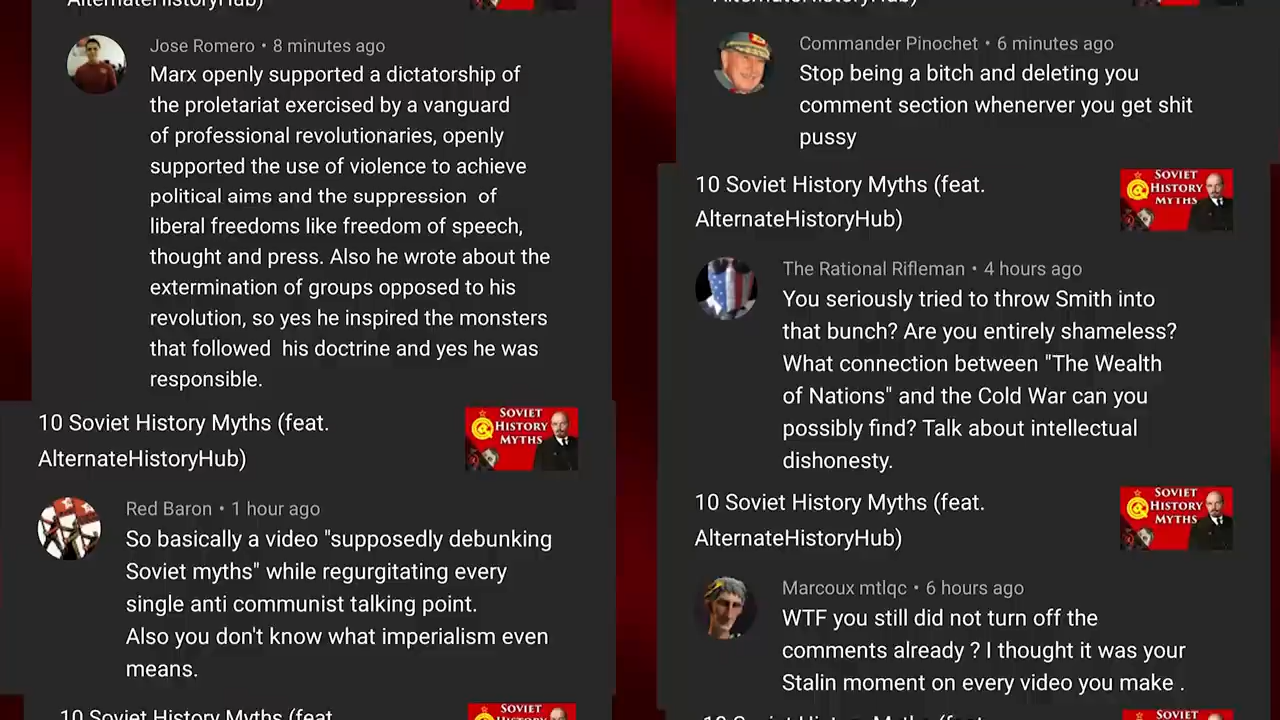 AlternateHistoryHub)
Jose Romero • 8 minutes ago
Marx openly supported a dictatorship of
the proletariat exercised by a vanguard
of professional revolutionaries, openly
supported the use of violence to achieve
political aims and the suppression of
liberal freedoms like freedom of speech,
thought and press. Also he wrote about the
extermination of groups opposed to his
revolution, so yes he inspired the monsters
that followed his doctrine and yes he was
responsible.
10 Soviet History Myths (feat.
AlternateHistoryHub)
SOVIET
HISTORY
MYTHS
Red Baron • 1 hour ago
So basically a video "supposedly debunking
Soviet myths" while regurgitating every
single anti communist talking point.
Also you don't know what imperialism even
means.
10 Soviet History Myths (feat.
AlternateHistoryHub)
Commander Pinochet • 6 minutes ago
Stop being a bitch and deleting you
comment section whenerver you get shit
pussy
10 Soviet History Myths (feat.
AlternateHistoryHub)
SOVIET
HISTORY
MYTHS
The Rational Rifleman • 4 hours ago
You seriously tried to throw Smith into
that bunch? Are you entirely shameless?
What connection between "The Wealth
of Nations" and the Cold War can you
possibly find? Talk about intellectual
dishonesty.
10 Soviet History Myths (feat.
AlternateHistoryHub)
SOVIET
HISTORY
MYTHS
Marcoux mtlqc • 6 hours ago
WTF you still did not turn off the
comments already ? I thought it was your
Stalin moment on every video you make .
10 Soviet History Myths (feat.